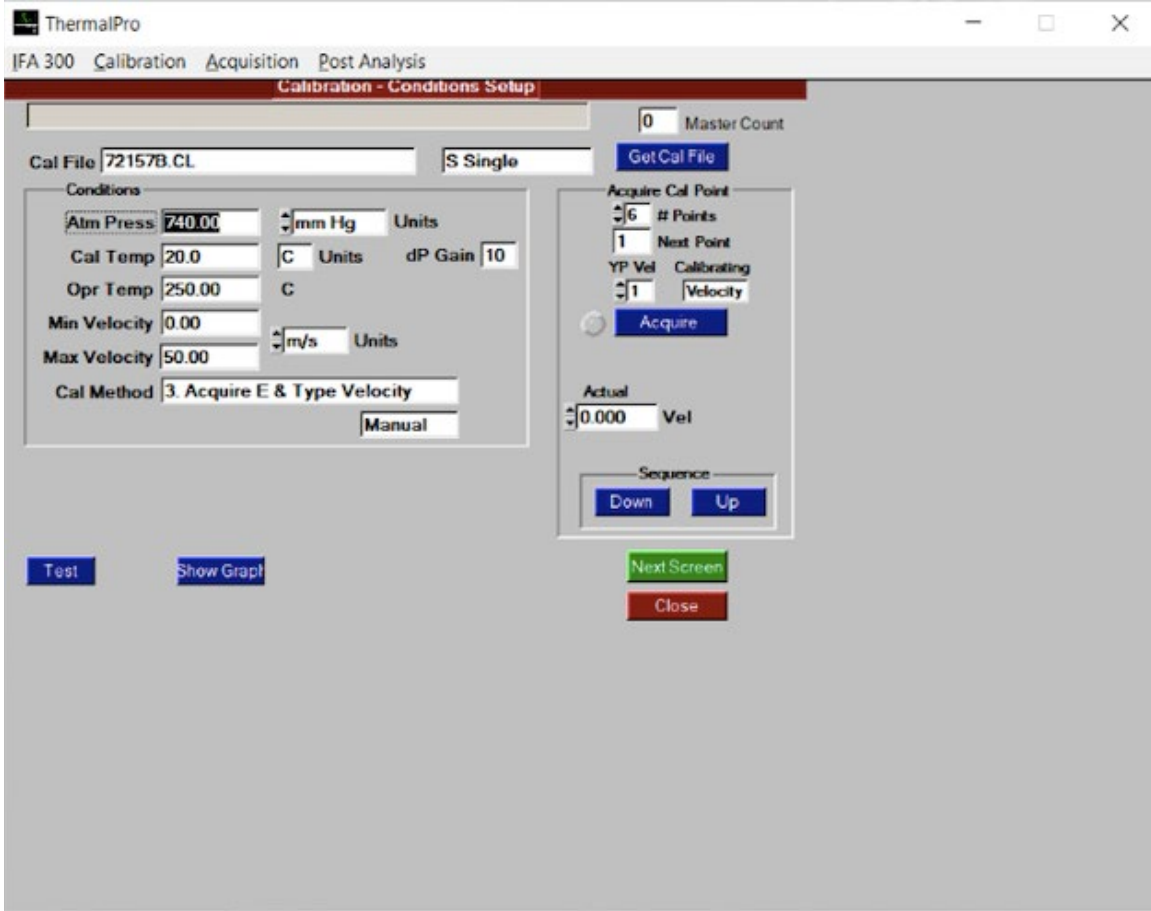 ThermalPro
IFA 300 Calibration Acquisition Post Analysis
Calibration - Conditions Setup
0 Master Count
Cal File 72157B.CL S Single Get Cal File
Conditions
Atm Press 740.00 mm Hg Units
Cal Temp 20.0 C Units dP Gain 10
Opr Temp 250.00 C
Min Velocity 0.00
m/s Units
Max Velocity 50.00
Cal Method 3. Acquire E & Type Velocity
Manual
Acquire Cal Point
6 # Points
1 Next Point
YP Vel Calibrating
1 Velocity
Acquire
Actual
0.000 Vel
Sequence
Down Up
Test Show Graph Next Screen
Close